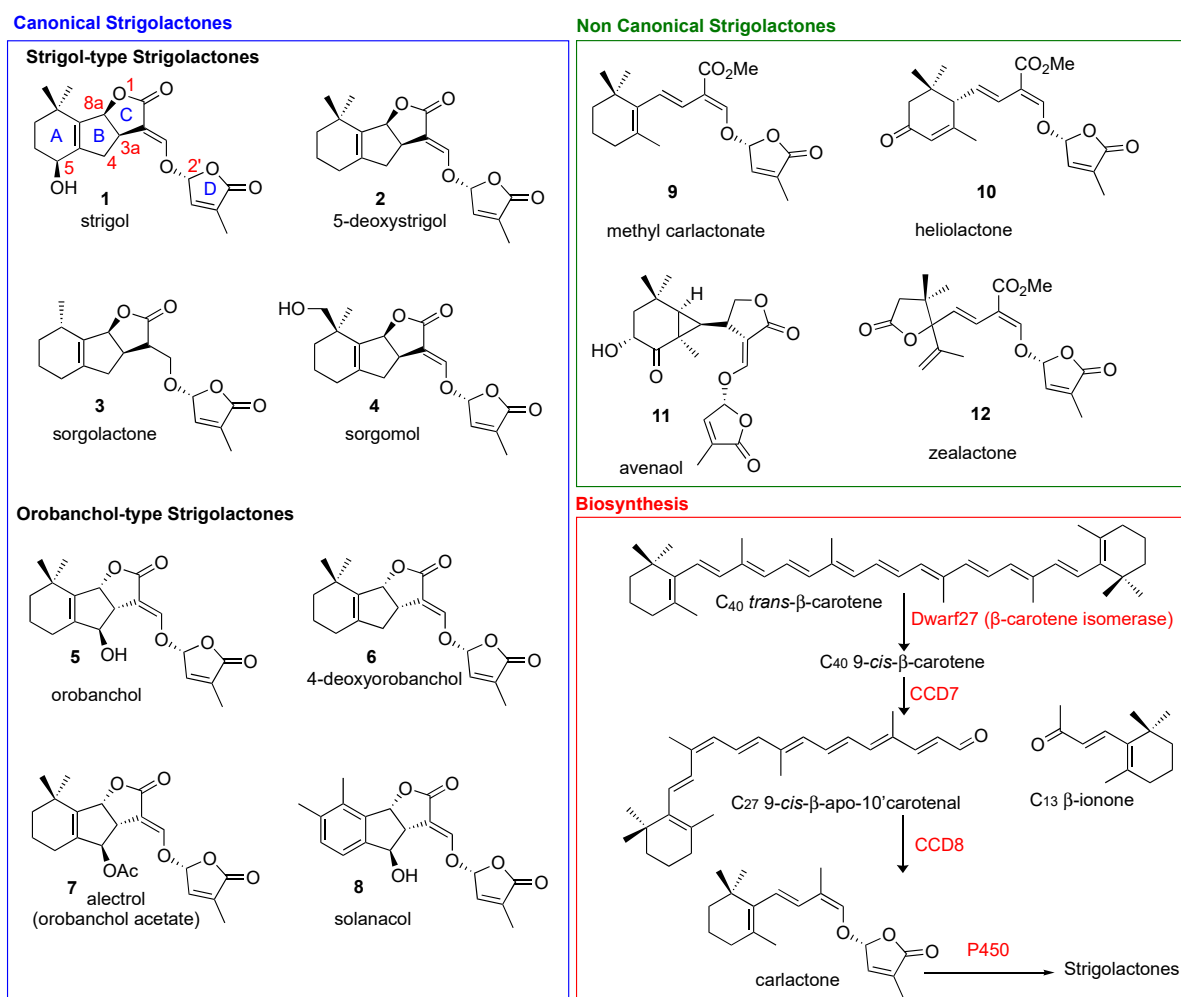 Canonical Strigolactones
Strigol-type Strigolactones
O
1
O
8a
C
A
B
3a
4
5
OH
O
2'
O
D
O
1
strigol
O
O
O
O
O
2
5-deoxystrigol
O
O
O
O
O
3
sorgolactone
HO
O
O
O
O
O
4
sorgomol
Orobanchol-type Strigolactones
O
O
O
O
O
OH
5
orobanchol
O
O
O
O
O
6
4-deoxyorobanchol
O
O
O
O
O
OAc
7
alectrol
(orobanchol acetate)
O
O
O
O
O
OH
8
solanacol
Non Canonical Strigolactones
CO2Me
O
O
O
9
methyl carlactonate
CO2Me
O
O
O
O
10
heliolactone
H
O
O
HO
O
O
O
O
11
avenaol
CO2Me
O
O
O
O
O
12
zealactone
Biosynthesis
C40 trans-β-carotene
Dwarf27 (β-carotene isomerase)
C40 9-cis-β-carotene
CCD7
O
O
C27 9-cis-β-apo-10'carotenal
C13 β-ionone
CCD8
O
O
O
carlactone
P450
Strigolactones